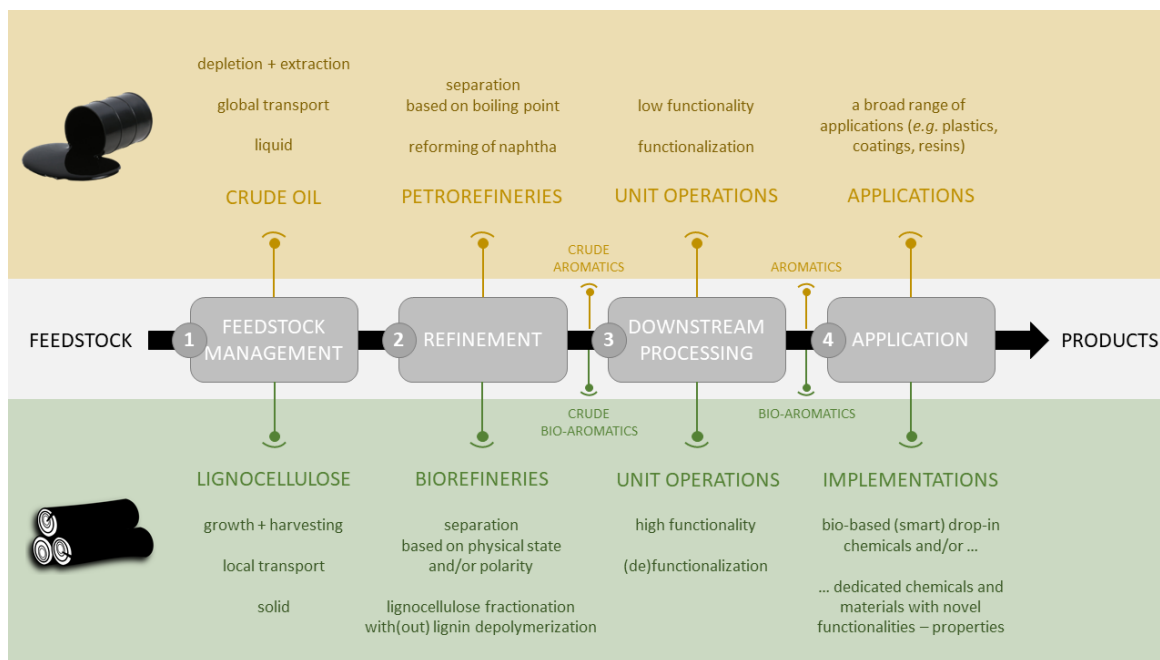 depletion + extraction
global transport
liquid
CRUDE OIL
separation
based on boiling point
reforming of naphtha
PETROREFINERIES
low functionality
functionalization
UNIT OPERATIONS
a broad range of
applications (e.g. plastics,
coatings, resins)
APPLICATIONS
CRUDE
AROMATICS
AROMATICS
FEEDSTOCK
1
FEEDSTOCK
MANAGEMENT
2
REFINEMENT
3
DOWNSTREAM
PROCESSING
4
APPLICATION
PRODUCTS
CRUDE
BIO-AROMATICS
BIO-AROMATICS
LIGNOCELLULOSE
growth + harvesting
local transport
solid
BIOREFINERIES
separation
based on physical state
and/or polarity
lignocellulose fractionation
with(out) lignin depolymerization
UNIT OPERATIONS
high functionality
(de)functionalization
IMPLEMENTATIONS
bio-based (smart) drop-in
chemicals and/or …
… dedicated chemicals and
materials with novel
functionalities – properties